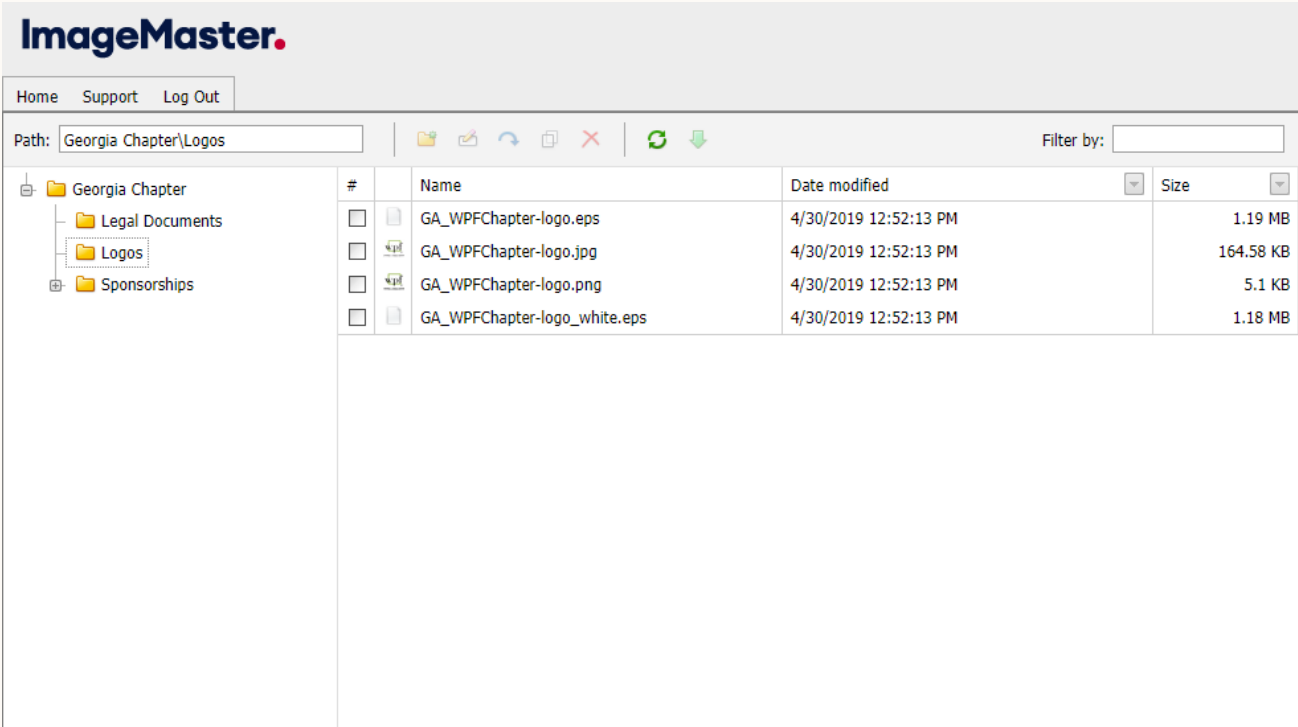 ImageMaster.
Home Support Log Out
Path: Georgia Chapter\Logos Filter by:
Georgia Chapter
Legal Documents
Logos
Sponsorships
# Name Date modified Size
GA_WPFChapter-logo.eps 4/30/2019 12:52:13 PM 1.19 MB
GA_WPFChapter-logo.jpg 4/30/2019 12:52:13 PM 164.58 KB
GA_WPFChapter-logo.png 4/30/2019 12:52:13 PM 5.1 KB
GA_WPFChapter-logo_white.eps 4/30/2019 12:52:13 PM 1.18 MB